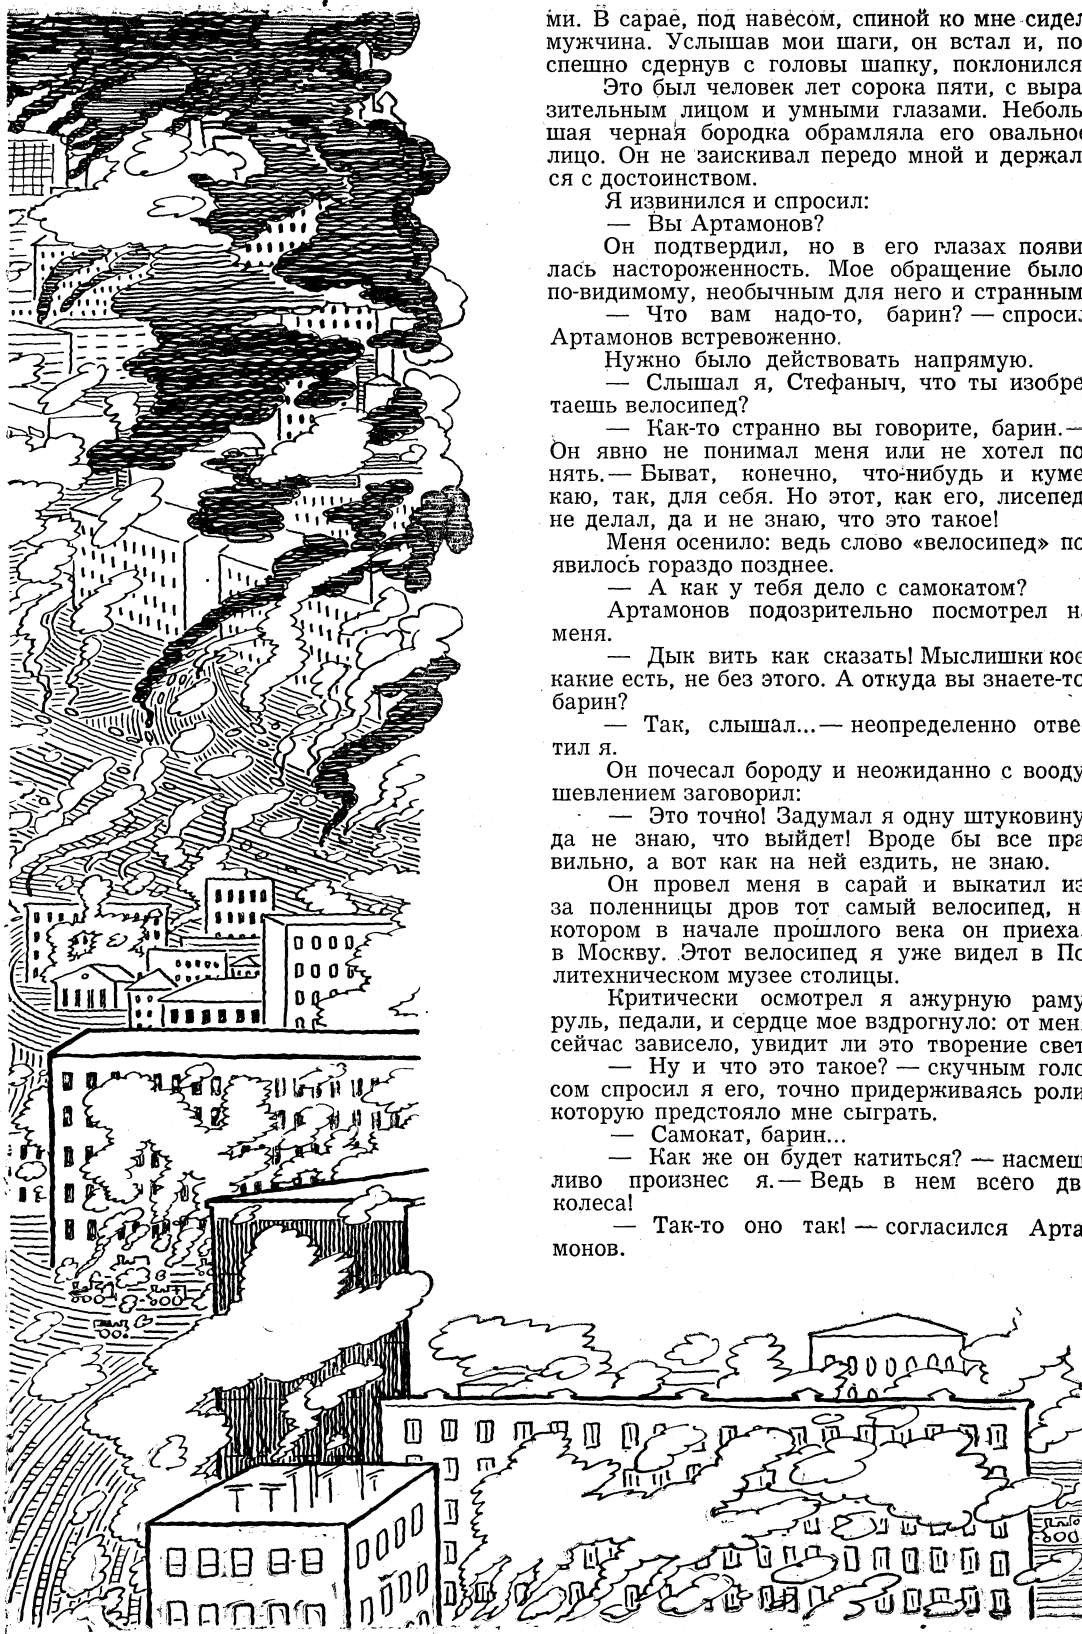 ми. В сарае, под навесом, спиной ко мне сидел
мужчина. Услышав мои шаги, он встал и, по
спешно сдернув с головы шапку, поклонился
Это был человек лет сорока пяти, с выра
зительным лицом и умными глазами. Неболь
шая черная бородка обрамляла его овальное
лицо. Он не заискивал передо мной и держал
ся с достоинством.
Я извинился и спросил:
— Вы Артамонов?
Он подтвердил, но в его глазах появи
лась настороженность. Мое обращение было
по-видимому, необычным для него и странным
— Что вам надо-то, барин? — спросил
Артамонов встревоженно.
Нужно было действовать напрямую.
— Слышал я, Стефаныч, что ты изобре
таешь велосипед?
— Как-то странно вы говорите, барин.—
Он явно не понимал меня или не хотел по
нять.— Быват, конечно, что-нибудь и куме
каю, так, для себя. Но этот, как его, лисепед
не делал, да и не знаю, что это такое!
Меня осенило: ведь слово «велосипед» по
явилось гораздо позднее.
— А как у тебя дело с самокатом?
Артамонов подозрительно посмотрел н
меня.
— Дык вить как сказать! Мыслишки кое
какие есть, не без этого. А откуда вы знаете-то
барин?
— Так, слышал...— неопределенно отве
тил я.
Он почесал бороду и неожиданно с вооду
шевлением заговорил:
— Это точно! Задумал я одну штуковину
да не знаю, что выйдет! Вроде бы все пра
вильно, а вот как на ней ездить, не знаю.
Он провел меня в сарай и выкатил из
за поленницы дров тот самый велосипед, н
котором в начале прошлого века он приеха
в Москву. Этот велосипед я уже видел в По
литехническом музее столицы.
Критически осмотрел я ажурную раму
руль, педали, и сердце мое вздрогнуло: от мен
сейчас зависело, увидит ли это творение свет
— Ну и что это такое? — скучным голо
сом спросил я его, точно придерживаясь роли
которую предстояло мне сыграть.
— Самокат, барин...
— Как же он будет катиться? — насмеш
ливо произнес я.— Ведь в нем всего дв
колеса!
— Так-то оно так! — согласился Арта
монов.